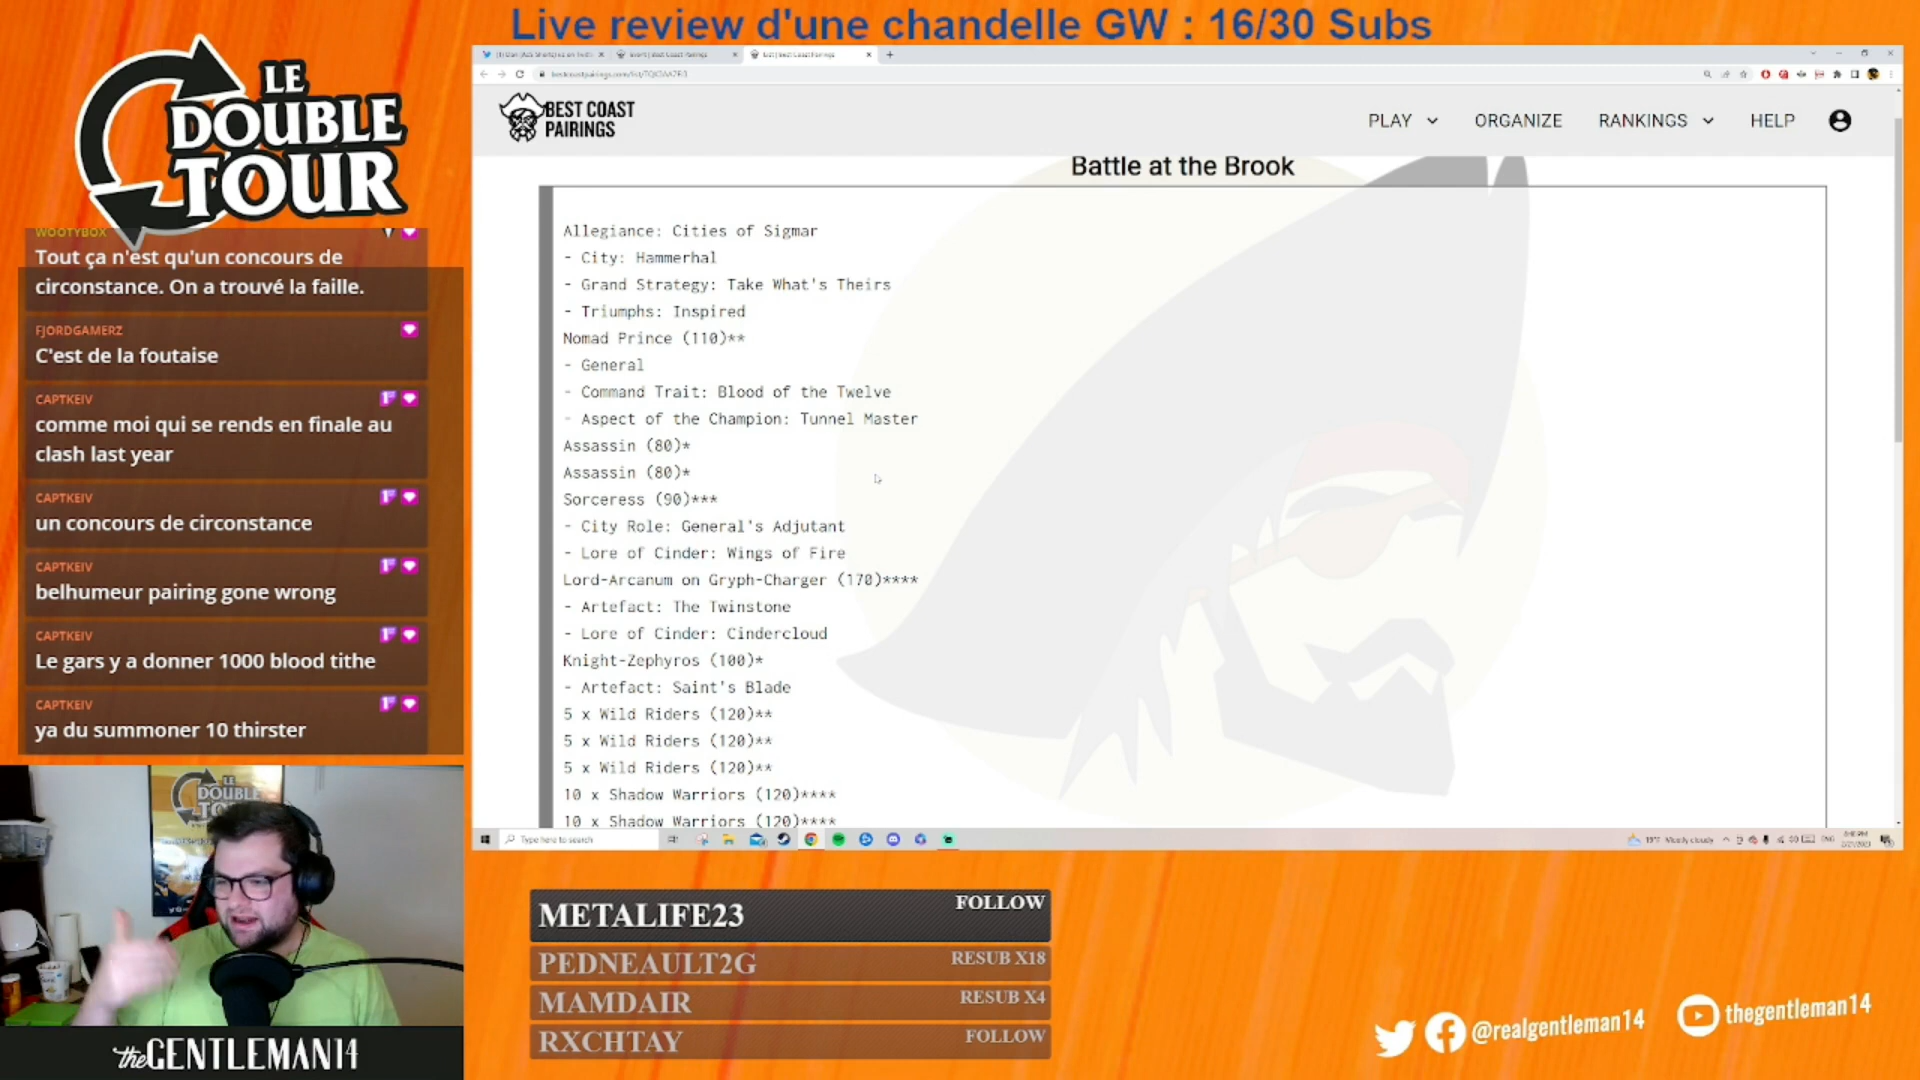 Live review d'une chandelle GW : 16/30 Subs
LE
DOUBLE
TOUR
WOOTYBOX
Tout ça n'est qu'un concours de
circonstance. On a trouvé la faille.
FJORDGAMERZ
C'est de la foutaise
CAPTKEIV
comme moi qui se rends en finale au
clash last year
CAPTKEIV
un concours de circonstance
CAPTKEIV
belhumeur pairing gone wrong
CAPTKEIV
Le gars y a donner 1000 blood tithe
CAPTKEIV
ya du summoner 10 thirster
BEST COAST
PAIRINGS
PLAY ORGANIZE RANKINGS HELP
Battle at the Brook
Allegiance: Cities of Sigmar
- City: Hammerhal
- Grand Strategy: Take What's Theirs
- Triumphs: Inspired
Nomad Prince (110)**
- General
- Command Trait: Blood of the Twelve
- Aspect of the Champion: Tunnel Master
Assassin (80)*
Assassin (80)*
Sorceress (90)***
- City Role: General's Adjutant
- Lore of Cinder: Wings of Fire
Lord-Arcanum on Gryph-Charger (170)****
- Artefact: The Twinstone
- Lore of Cinder: Cindercloud
Knight-Zephyros (100)*
- Artefact: Saint's Blade
5 x Wild Riders (120)**
5 x Wild Riders (120)**
5 x Wild Riders (120)**
10 x Shadow Warriors (120)****
10 x Shadow Warriors (120)****
Type here to search
Mostly cloudy
LE
DOUBLE
theGENTLEMAN14
METALIFE23 FOLLOW
PEDNEAULT2G RESUB X18
MAMDAIR RESUB X4
RXCHTAY FOLLOW
@realgentleman14
thegentleman14